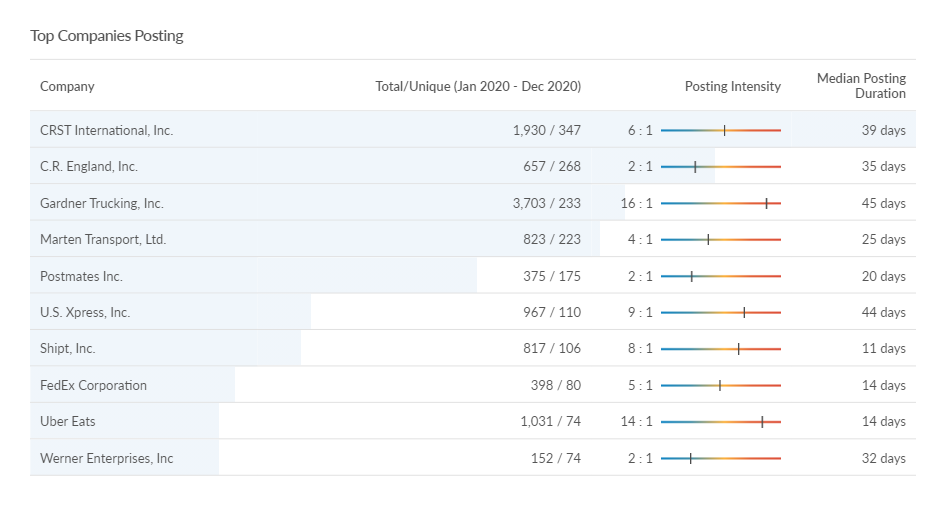 Top Companies Posting
Company Total/Unique (Jan 2020 - Dec 2020) Posting Intensity Median Posting Duration
CRST International, Inc. 1,930 / 347 6 : 1 39 days
C.R. England, Inc. 657 / 268 2 : 1 35 days
Gardner Trucking, Inc. 3,703 / 233 16 : 1 45 days
Marten Transport, Ltd. 823 / 223 4 : 1 25 days
Postmates Inc. 375 / 175 2 : 1 20 days
U.S. Xpress, Inc. 967 / 110 9 : 1 44 days
Shipt, Inc. 817 / 106 8 : 1 11 days
FedEx Corporation 398 / 80 5 : 1 14 days
Uber Eats 1,031 / 74 14 : 1 14 days
Werner Enterprises, Inc 152 / 74 2 : 1 32 days